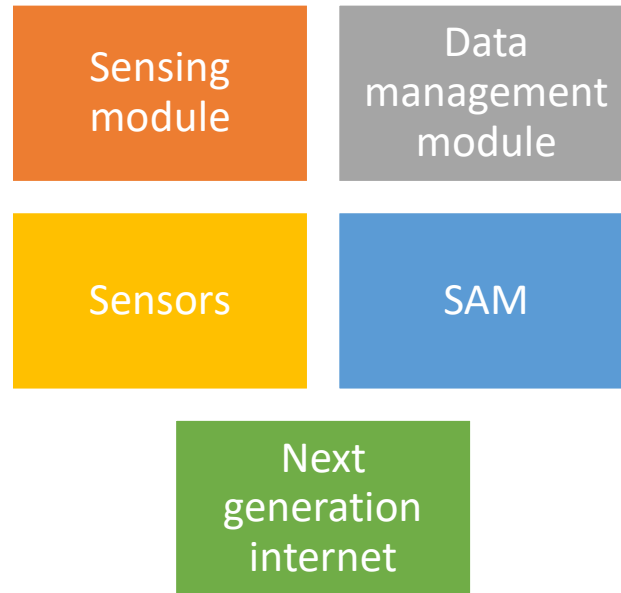 Sensing
module
Data
management
module
Sensors
SAM
Next
generation
internet